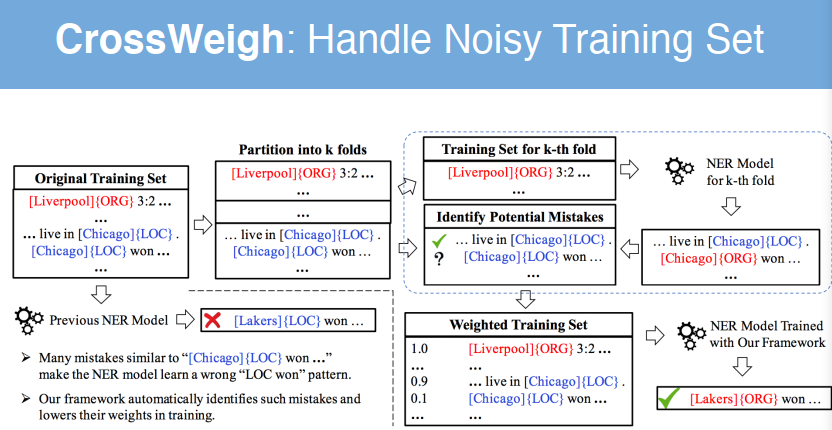 CrossWeigh: Handle Noisy Training Set
Partition into k folds
Original Training Set
[Liverpool]{ORG} 3:2 ...
...
... live in [Chicago]{LOC} .
[Chicago]{LOC} won ...
...
[Liverpool]{ORG} 3:2 ...
...
...
... live in [Chicago]{LOC} .
[Chicago]{LOC} won ...
...
Training Set for k-th fold
[Liverpool]{ORG} 3:2 ...
...
NER Model
for k-th fold
Identify Potential Mistakes
✓ ... live in [Chicago]{LOC} .
? [Chicago]{LOC} won ...
...
... live in [Chicago]{LOC} .
[Chicago]{ORG} won ...
...
Previous NER Model
[Lakers]{LOC} won ...
➢ Many mistakes similar to “[Chicago]{LOC} won ...”
make the NER model learn a wrong “LOC won” pattern.
➢ Our framework automatically identifies such mistakes and
lowers their weights in training.
Weighted Training Set
1.0 [Liverpool]{ORG} 3:2 ...
... ...
0.9 ... live in [Chicago]{LOC} .
0.1 [Chicago]{LOC} won ...
... ...
NER Model Trained
with Our Framework
[Lakers]{ORG} won ...